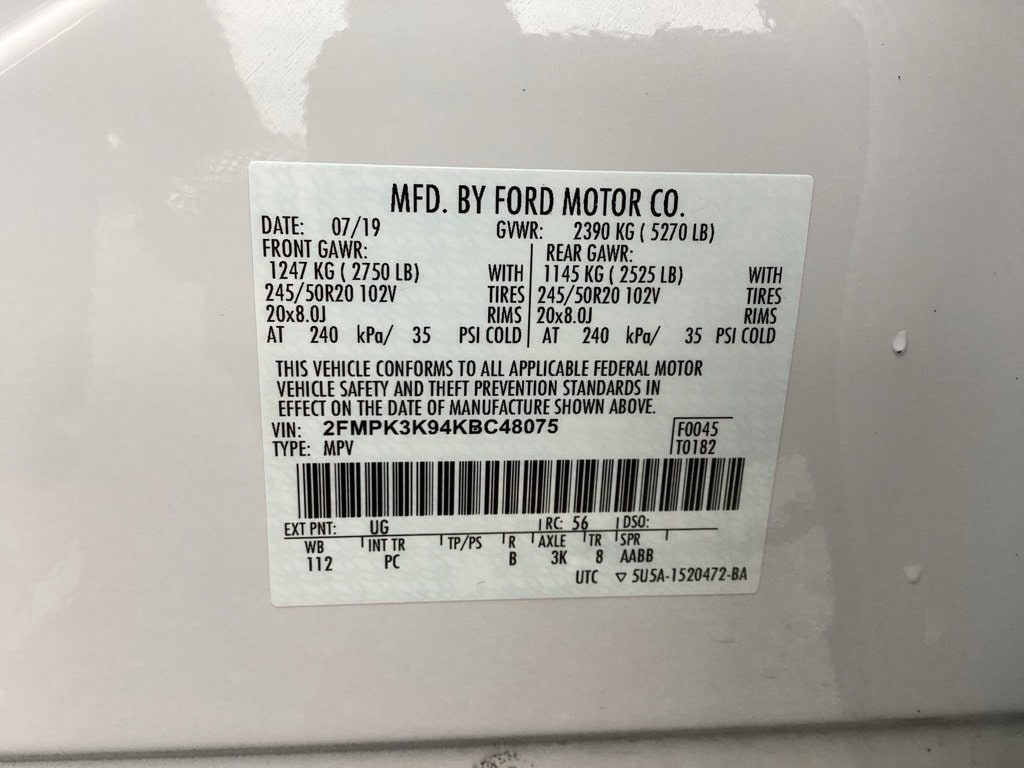 MFD. BY FORD MOTOR CO.
DATE: 07/19 GVWR: 2390 KG ( 5270 LB)
FRONT GAWR: REAR GAWR:
1247 KG ( 2750 LB) WITH 1145 KG ( 2525 LB) WITH
245/50R20 102V TIRES 245/50R20 102V TIRES
20x8.0J RIMS 20x8.0J RIMS
AT 240 kPa/ 35 PSI COLD AT 240 kPa/ 35 PSI COLD
THIS VEHICLE CONFORMS TO ALL APPLICABLE FEDERAL MOTOR
VEHICLE SAFETY AND THEFT PREVENTION STANDARDS IN
EFFECT ON THE DATE OF MANUFACTURE SHOWN ABOVE.
VIN: 2FMPK3K94KBC48075 F0045
TYPE: MPV T0182
EXT PNT: UG RC: 56 DSO:
WB INT TR TP/PS R AXLE TR SPR
112 PC B 3K 8 AABB
UTC ▽ 5U5A-1520472-BA